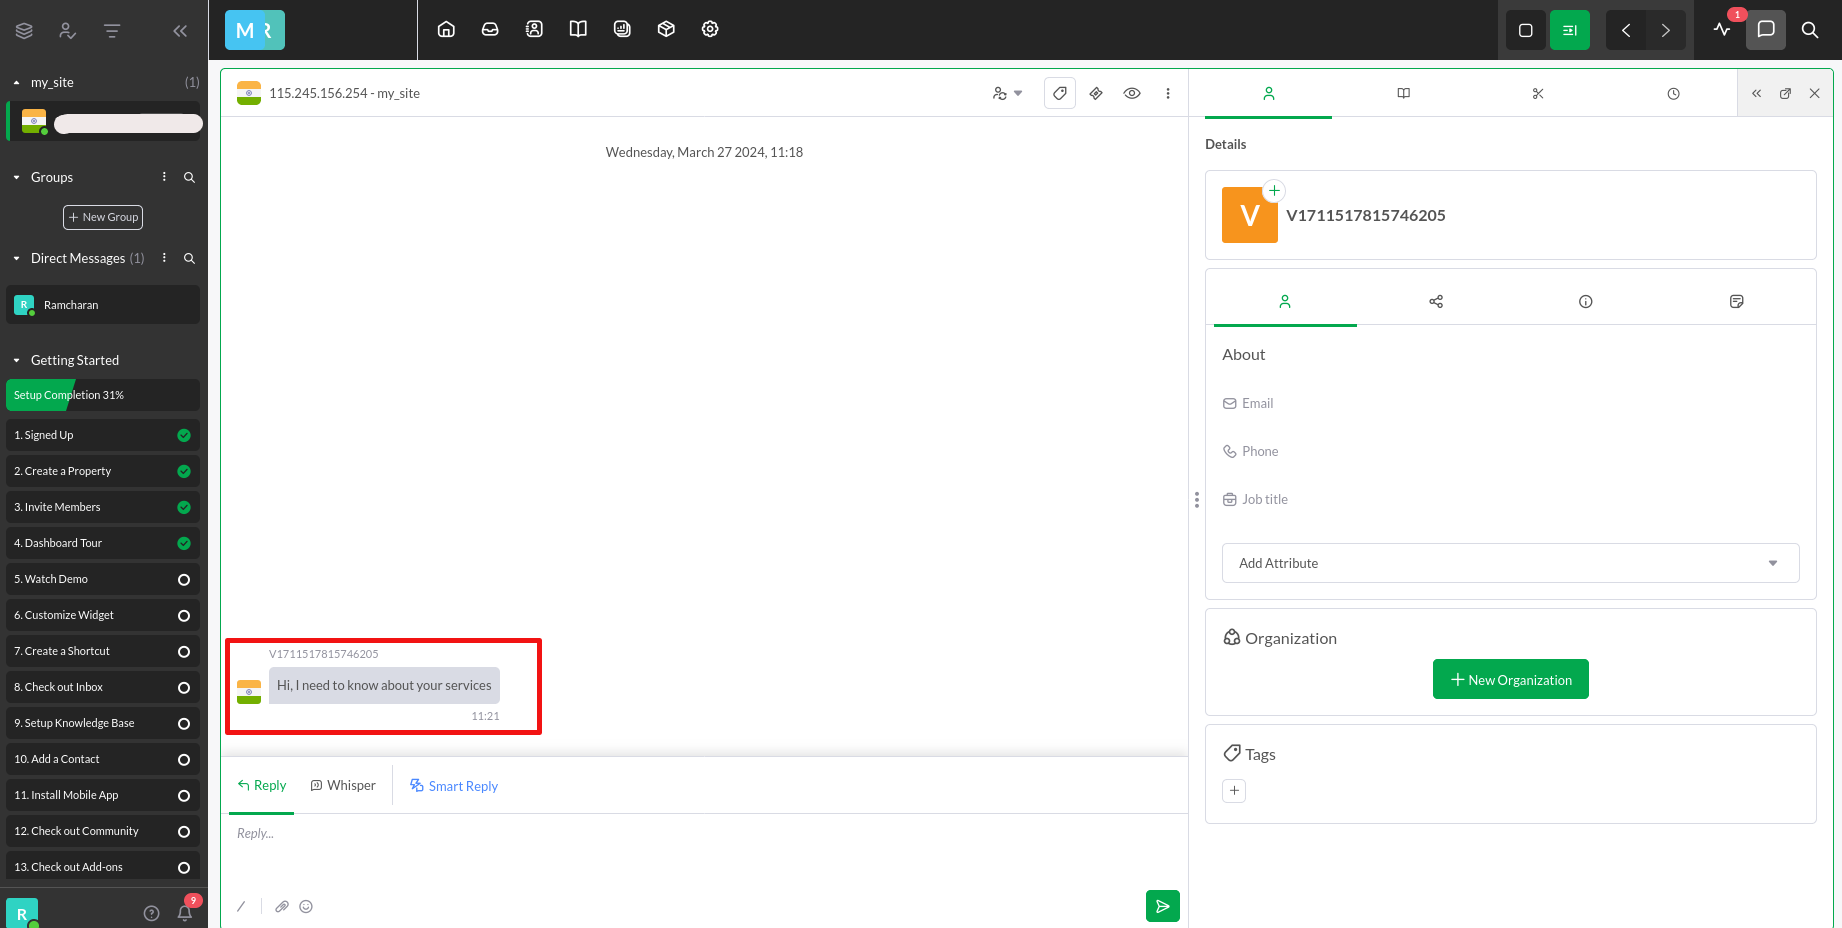 MR
1
my_site (1)
Groups
New Group
Direct Messages (1)
R Ramcharan
Getting Started
Setup Completion 31%
1. Signed Up
2. Create a Property
3. Invite Members
4. Dashboard Tour
5. Watch Demo
6. Customize Widget
7. Create a Shortcut
8. Check out Inbox
9. Setup Knowledge Base
10. Add a Contact
11. Install Mobile App
12. Check out Community
13. Check out Add-ons
R 9
115.245.156.254 - my_site
Wednesday, March 27 2024, 11:18
V1711517815746205
Hi, I need to know about your services
11:21
Reply Whisper Smart Reply
Reply...
Details
V V1711517815746205
About
Email
Phone
Job title
Add Attribute
Organization
New Organization
Tags